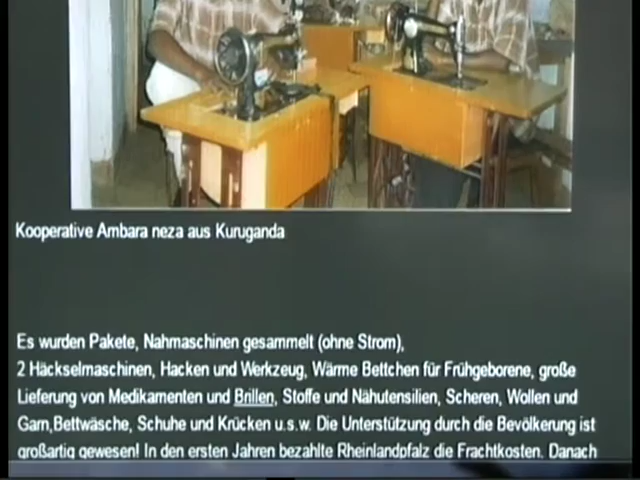 Kooperative Ambara neza aus Kuruganda
Es wurden Pakete, Nahmaschinen gesammelt (ohne Strom),
2 Häckselmaschinen, Hacken und Werkzeug, Wärme Bettchen für Frühgeborene, große
Lieferung von Medikamenten und Brillen, Stoffe und Nähutensilien, Scheren, Wollen und
Garn,Bettwäsche, Schuhe und Krücken u.s.w. Die Unterstützung durch die Bevölkerung ist
großartig gewesen! In den ersten Jahren bezahlte Rheinlandpfalz die Frachtkosten. Danach